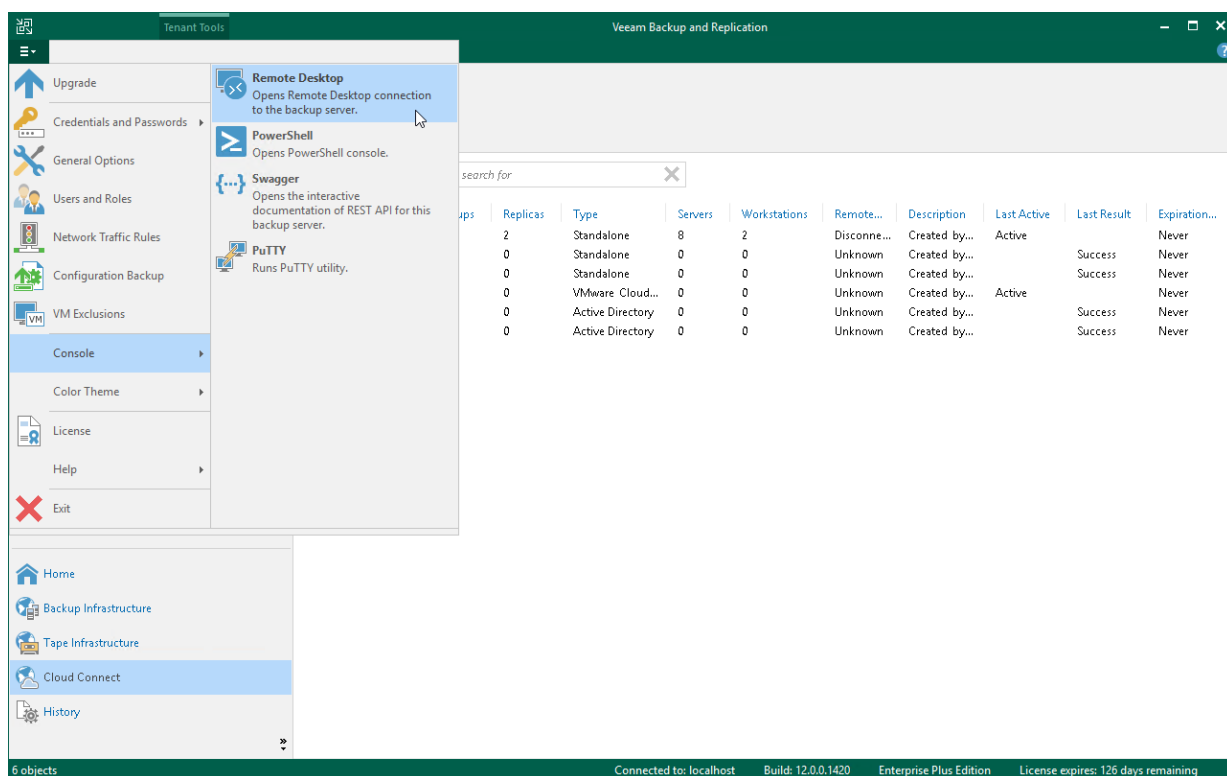 Tenant Tools
Veeam Backup and Replication
Upgrade
Credentials and Passwords
General Options
Users and Roles
Network Traffic Rules
Configuration Backup
VM Exclusions
Console
Color Theme
License
Help
Exit
Remote Desktop
Opens Remote Desktop connection
to the backup server.
PowerShell
Opens PowerShell console.
Swagger
Opens the interactive
documentation of REST API for this
backup server.
PuTTY
Runs PuTTY utility.
search for
ups Replicas Type Servers Workstations Remote... Description Last Active Last Result Expiration...
2 Standalone 8 2 Disconne... Created by... Active Never
0 Standalone 0 0 Unknown Created by... Success Never
0 Standalone 0 0 Unknown Created by... Success Never
0 VMware Cloud... 0 0 Unknown Created by... Active Never
0 Active Directory 0 0 Unknown Created by... Success Never
0 Active Directory 0 0 Unknown Created by... Success Never
Home
Backup Infrastructure
Tape Infrastructure
Cloud Connect
History
6 objects
Connected to: localhost Build: 12.0.0.1420 Enterprise Plus Edition License expires: 126 days remaining